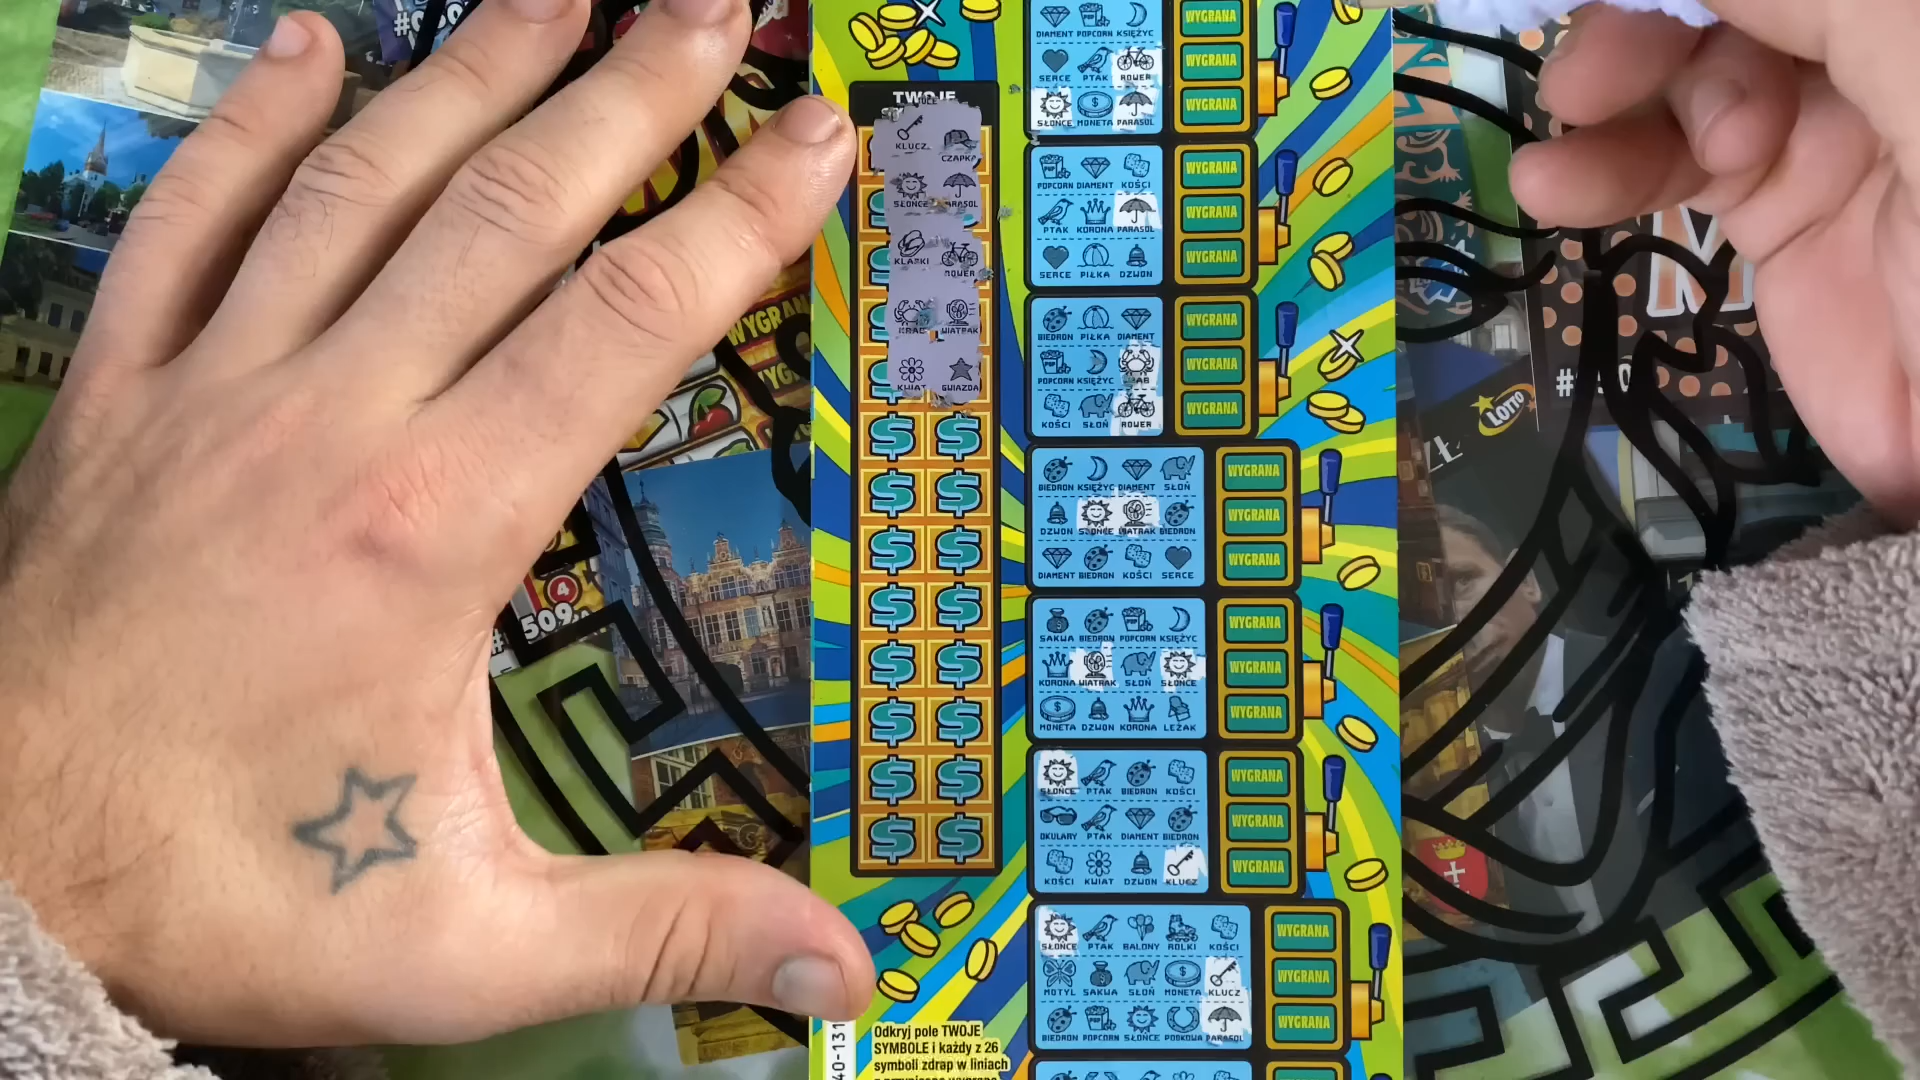 TWOJE
KLUCZ
CZAPKA
SŁOŃCE
PARASOL
KLAPKI
ROWER
KRAB
WIATRAK
KWIAT
GWIAZDA
DIAMENT POPCORN KSIĘŻYC
SERCE PTAK ROWER
SŁOŃCE MONETA PARASOL
WYGRANA
WYGRANA
WYGRANA
POPCORN DIAMENT KOŚCI
PTAK KORONA PARASOL
SERCE PIŁKA DZWON
WYGRANA
WYGRANA
WYGRANA
BIEDRON PIŁKA DIAMENT
POPCORN KSIĘŻYC KRAB
KOŚCI SŁOŃ ROWER
WYGRANA
WYGRANA
WYGRANA
BIEDRON KSIĘŻYC DIAMENT SŁOŃ
DZWON SŁOŃCE WIATRAK BIEDRON
DIAMENT BIEDRON KOŚCI SERCE
WYGRANA
WYGRANA
WYGRANA
SAKWA BIEDRON POPCORN KSIĘŻYC
KORONA WIATRAK SŁOŃ SŁOŃCE
MONETA DZWON KORONA LEŻAK
WYGRANA
WYGRANA
WYGRANA
SŁOŃCE PTAK BIEDRON KOŚCI
OKULARY PTAK DIAMENT BIEDRON
KOŚCI KWIAT DZWON KLUCZ
WYGRANA
WYGRANA
WYGRANA
SŁOŃCE PTAK BALONY ROLKI KOŚCI
MOTYL SAKWA SŁOŃ MONETA KLUCZ
BIEDRON POPCORN SŁOŃCE PODKOWA PARASOL
WYGRANA
WYGRANA
WYGRANA
Odkryj pole TWOJE
SYMBOLE i każdy z 26
symboli zdrap w liniach
40-131
LOTTO
ZŁ
509
4
WYGRAN